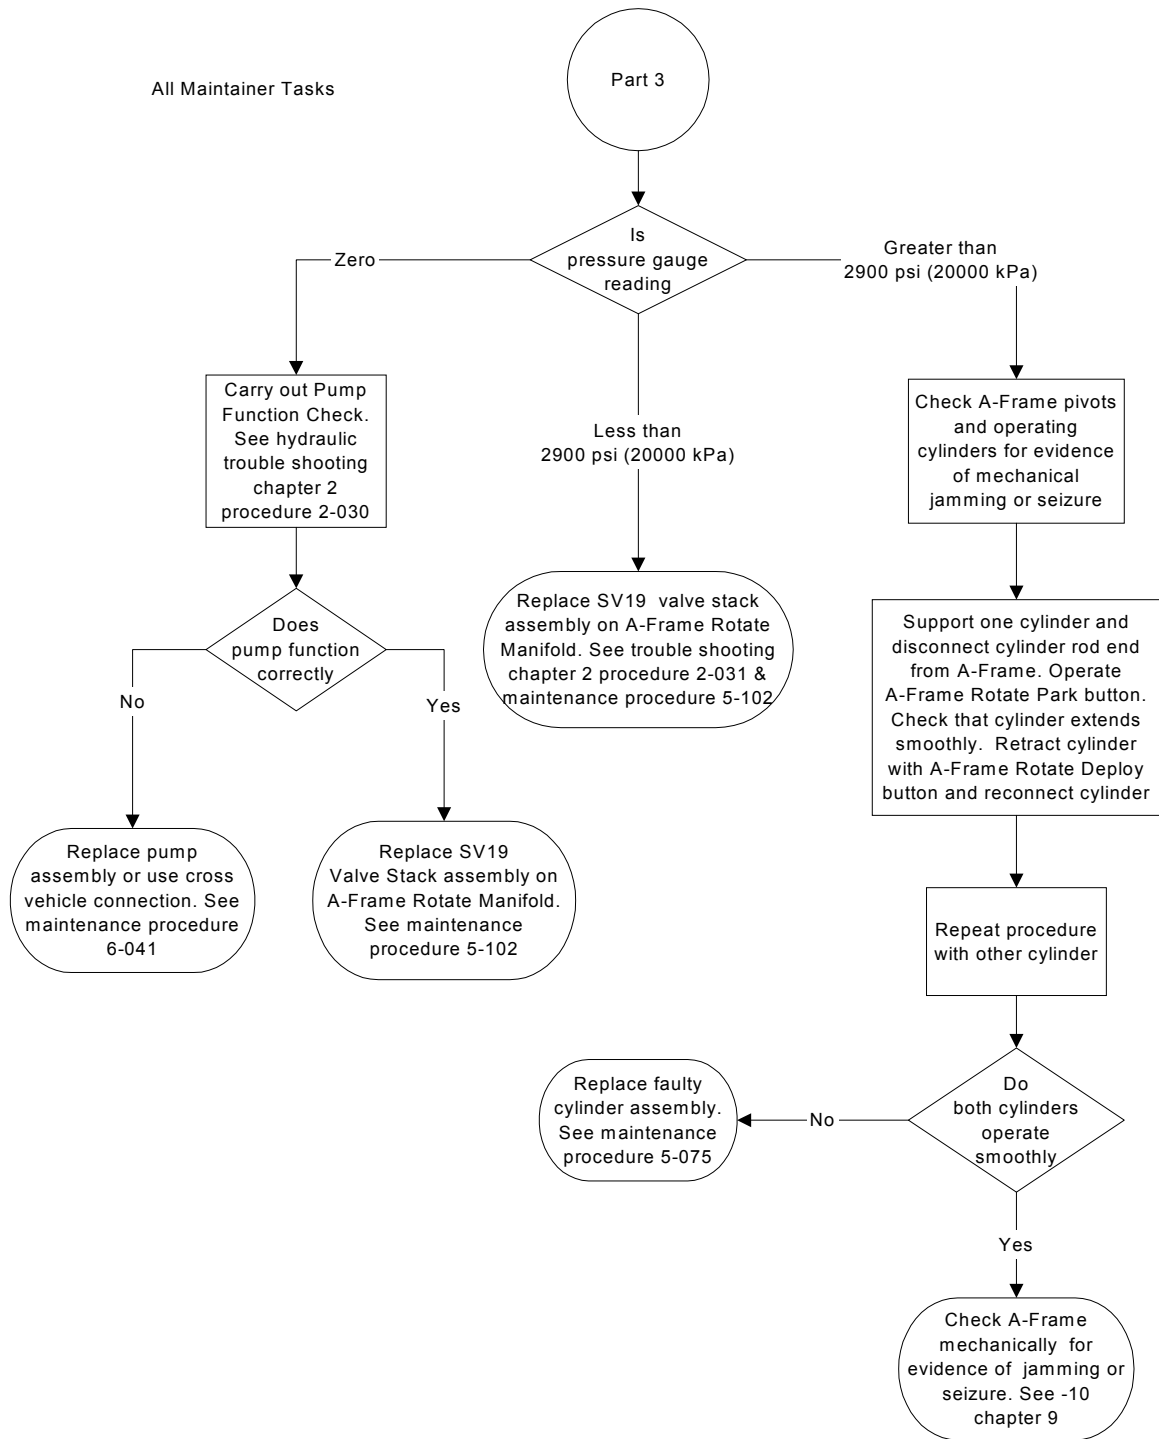 All Maintainer Tasks
Part 3
Is
pressure gauge
reading
Zero
Greater than
2900 psi (20000 kPa)
Less than
2900 psi (20000 kPa)
Carry out Pump
Function Check.
See hydraulic
trouble shooting
chapter 2
procedure 2-030
Check A-Frame pivots
and operating
cylinders for evidence
of mechanical
jamming or seizure
Does
pump function
correctly
No
Yes
Replace SV19 valve stack
assembly on A-Frame Rotate
Manifold. See trouble shooting
chapter 2 procedure 2-031 &
maintenance procedure 5-102
Support one cylinder and
disconnect cylinder rod end
from A-Frame. Operate
A-Frame Rotate Park button.
Check that cylinder extends
smoothly. Retract cylinder
with A-Frame Rotate Deploy
button and reconnect cylinder
Replace pump
assembly or use cross
vehicle connection. See
maintenance procedure
6-041
Replace SV19
Valve Stack assembly on
A-Frame Rotate Manifold.
See maintenance
procedure 5-102
Repeat procedure
with other cylinder
Do
both cylinders
operate
smoothly
No
Replace faulty
cylinder assembly.
See maintenance
procedure 5-075
Yes
Check A-Frame
mechanically for
evidence of jamming or
seizure. See -10
chapter 9